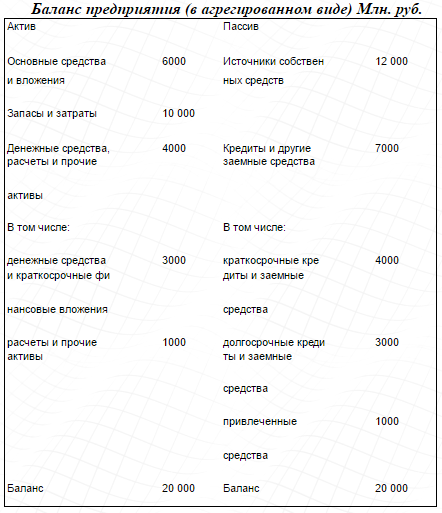 Баланс предприятия (в агрегированном виде) Млн. руб.
Актив Пассив
Основные средства 6000 Источники собствен 12 000
и вложения ных средств
Запасы и затраты 10 000
Денежные средства, 4000 Кредиты и другие 7000
расчеты и прочие заемные средства
активы
В том числе: В том числе:
денежные средства 3000 краткосрочные кре 4000
и краткосрочные фи диты и заемные
нансовые вложения средства
расчеты и прочие 1000 долгосрочные креди 3000
активы ты и заемные
средства
привлеченные 1000
средства
Баланс 20 000 Баланс 20 000